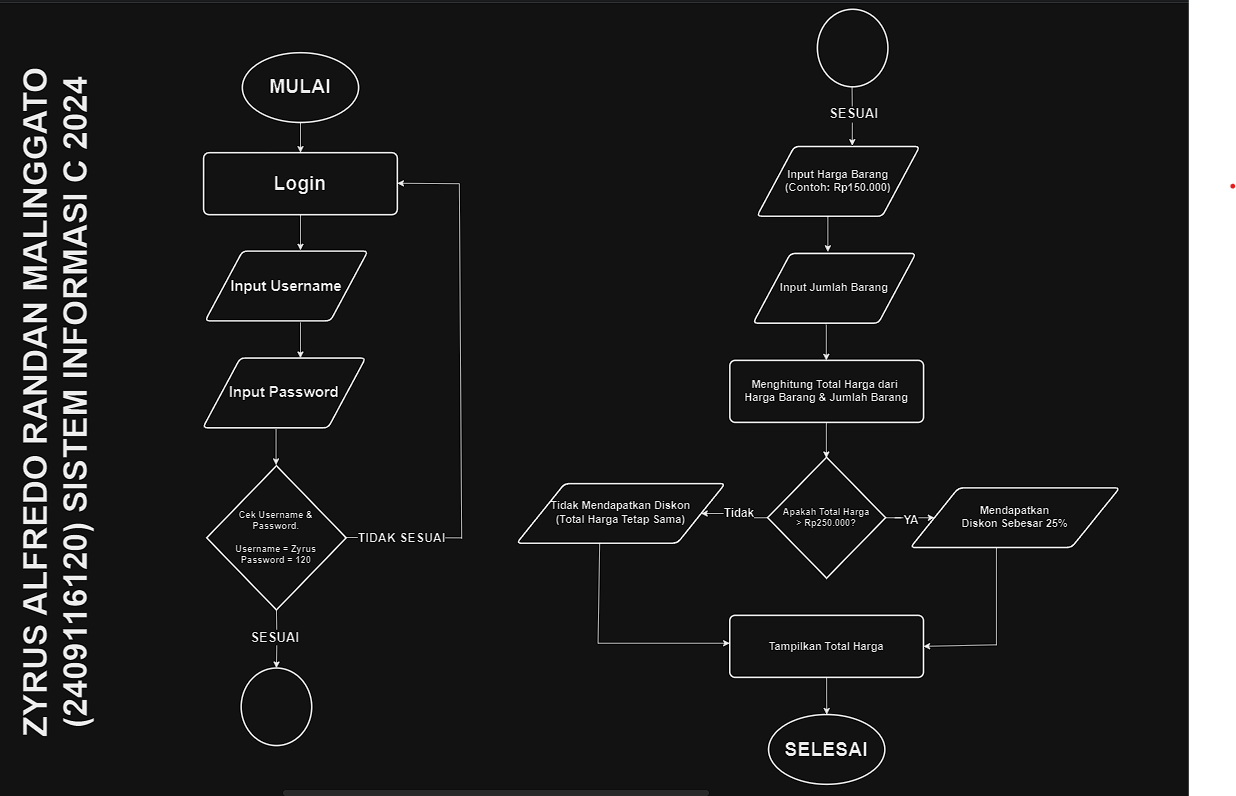 ZYRUS ALFREDO RANDAN MALINGGATO
(2409116120) SISTEM INFORMASI C 2024
MULAI
Login
Input Username
Input Password
Cek Username &
Password.
Username = Zyrus
Password = 120
TIDAK SESUAI
SESUAI
SESUAI
Input Harga Barang
(Contoh: Rp150.000)
Input Jumlah Barang
Menghitung Total Harga dari
Harga Barang & Jumlah Barang
Apakah Total Harga
> Rp250.000?
Tidak
Tidak Mendapatkan Diskon
(Total Harga Tetap Sama)
YA
Mendapatkan
Diskon Sebesar 25%
Tampilkan Total Harga
SELESAI